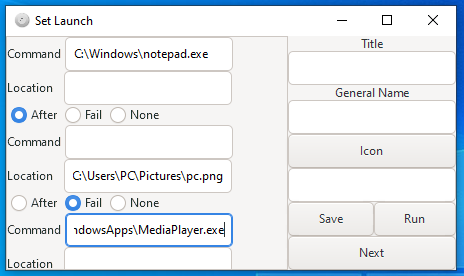 Set Launch
Command C:\Windows\notepad.exe
Location
After Fail None
Command
Location C:\Users\PC\Pictures\pc.png
After Fail None
Command ndowsApps\MediaPlayer.exe
Location
Title
General Name
Icon
Save Run
Next